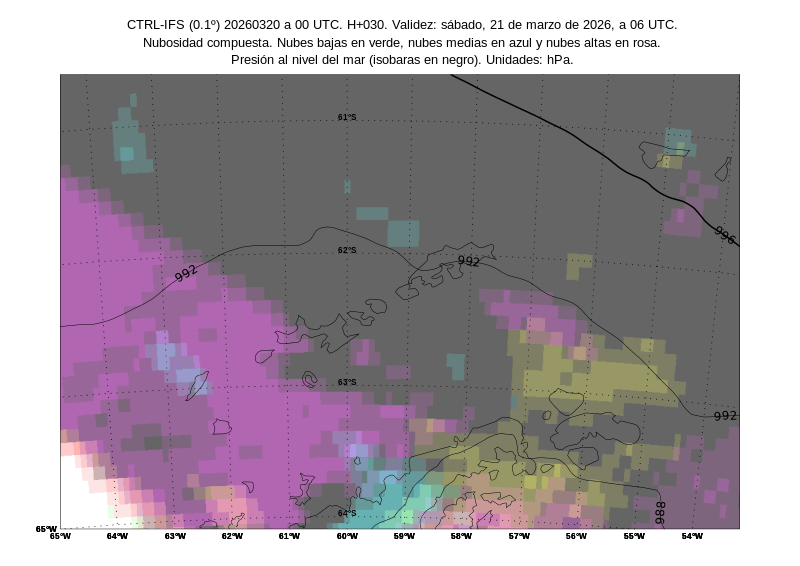 CTRL-IFS (0.1º) 20260320 a 00 UTC. H+030. Validez: sábado, 21 de marzo de 2026, a 06 UTC.
Nubosidad compuesta. Nubes bajas en verde, nubes medias en azul y nubes altas en rosa.
Presión al nivel del mar (isobaras en negro). Unidades: hPa.
61°S
996
62°S
992
992
63°S
992
988
64°S
65°W
65°W
64°W
63°W
62°W
61°W
60°W
59°W
58°W
57°W
56°W
55°W
54°W